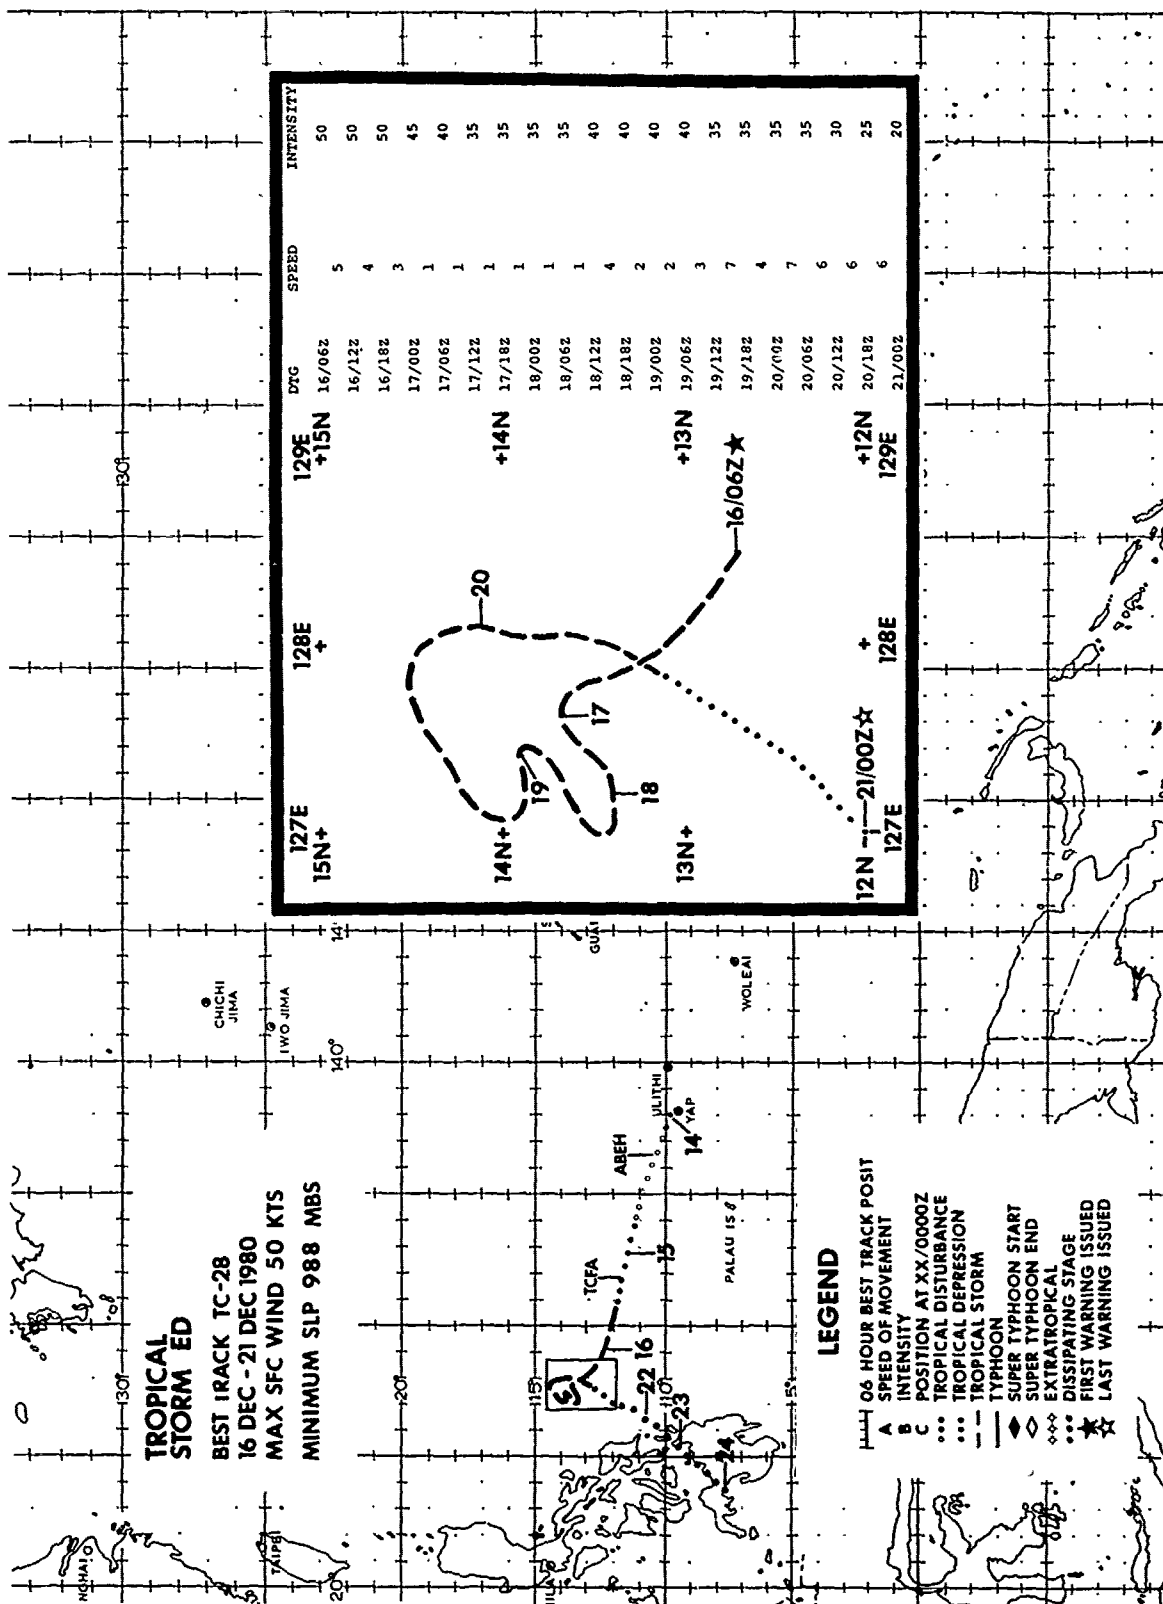 TROPICAL
STORM ED
BEST TRACK TC-28
16 DEC - 21 DEC 1980
MAX SFC WIND 50 KTS
MINIMUM SLP 988 MBS
DTG SPEED INTENSITY
16/06Z 5 50
16/12Z 4 50
16/18Z 3 50
17/00Z 1 45
17/06Z 1 40
17/12Z 1 35
17/18Z 1 35
18/00Z 1 35
18/06Z 1 35
18/12Z 4 40
18/18Z 2 40
19/00Z 2 40
19/06Z 3 40
19/12Z 7 35
19/18Z 4 35
20/00Z 7 35
20/06Z 6 35
20/12Z 6 30
20/18Z 6 25
21/00Z 20
127E 128E 129E
15N+ + +15N
14N+ +14N
13N+ +13N
12N + +12N
127E 128E 129E
16/06Z
17
18
19
20
21/00Z
130°
140°
130°
20°
15°
10°
5°
120°
CHICHI
JIMA
IWO JIMA
TAIPEI
WOLEAI
ULITHI
YAP
PALAU IS
ABEH
TCFA
14
15
16
22
23
24
LEGEND
06 HOUR BEST TRACK POSIT
A SPEED OF MOVEMENT
B INTENSITY
C POSITION AT XX/0000Z
TROPICAL DISTURBANCE
TROPICAL DEPRESSION
TROPICAL STORM
TYPHOON
SUPER TYPHOON START
SUPER TYPHOON END
EXTRATROPICAL
DISSIPATING STAGE
FIRST WARNING ISSUED
LAST WARNING ISSUED